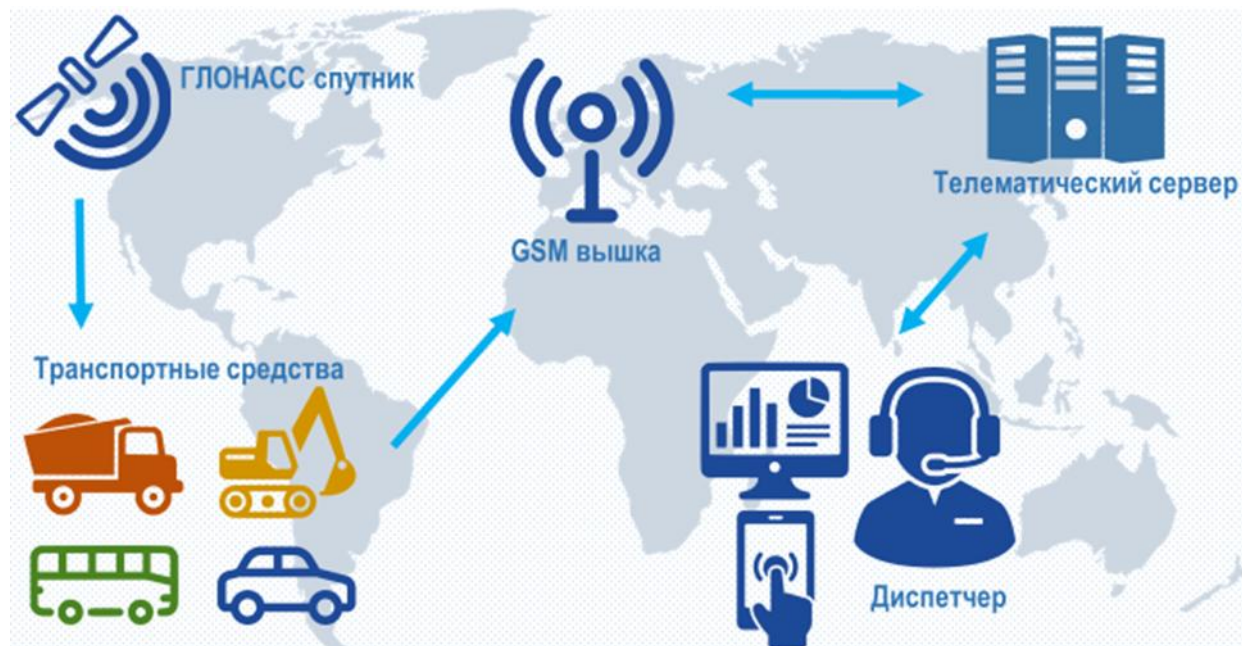 ГЛОНАСС спутник
Телематический сервер
GSM вышка
Транспортные средства
Диспетчер